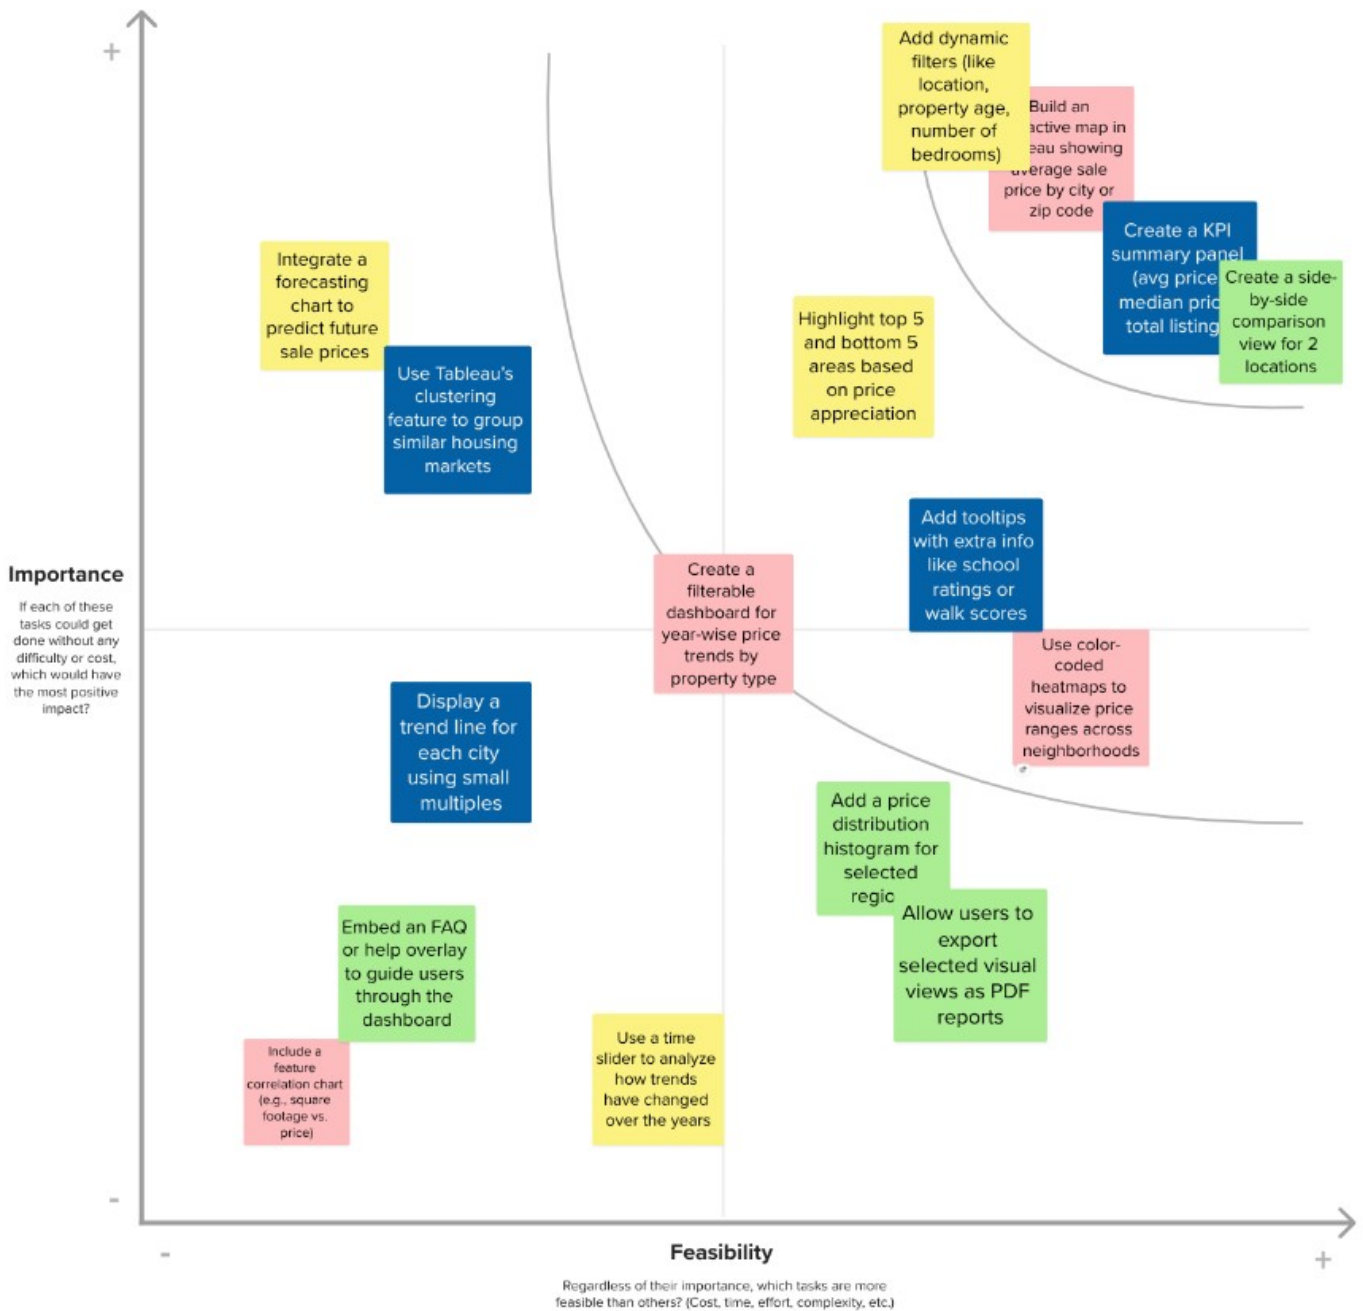 +
Add dynamic
filters (like
location,
property age,
number of
bedrooms)
Build an
map in
showing
average sale
price by city or
zip code
Create a KPI
summary panel
(avg price
median
total
Create a side-
by-side
comparison
view for 2
locations
Integrate a
forecasting
chart to
predict future
sale prices
Use Tableau's
clustering
feature to group
similar housing
markets
Highlight top 5
and bottom 5
areas based
on price
appreciation
Add tooltips
with extra info
like school
ratings or
walk scores
Importance
If each of these
tasks could get
done without any
difficulty or cost,
which would have
the most positive
impact?
Create a
filterable
dashboard for
year-wise price
trends by
property type
Use color-
coded
heatmaps to
visualize price
ranges across
neighborhoods
Display a
trend line for
each city
using small
multiples
Add a price
distribution
histogram for
selected
Allow users to
export
selected visual
views as PDF
reports
Embed an FAQ
or help overlay
to guide users
through the
dashboard
Include a
feature
correlation chart
(e.g., square
footage vs.
price)
Use a time
slider to analyze
how trends
have changed
over the years
-
-
Feasibility
+
Regardless of their importance, which tasks are more
feasible than others? (Cost, time, effort, complexity, etc.)